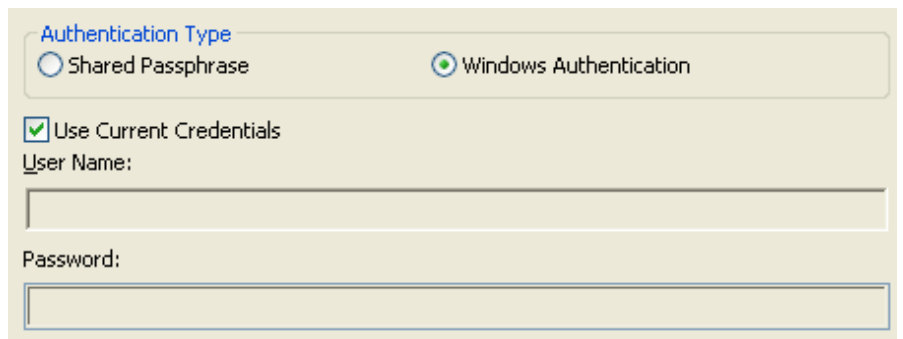 Authentication Type
Shared Passphrase Windows Authentication
Use Current Credentials
User Name:
Password: